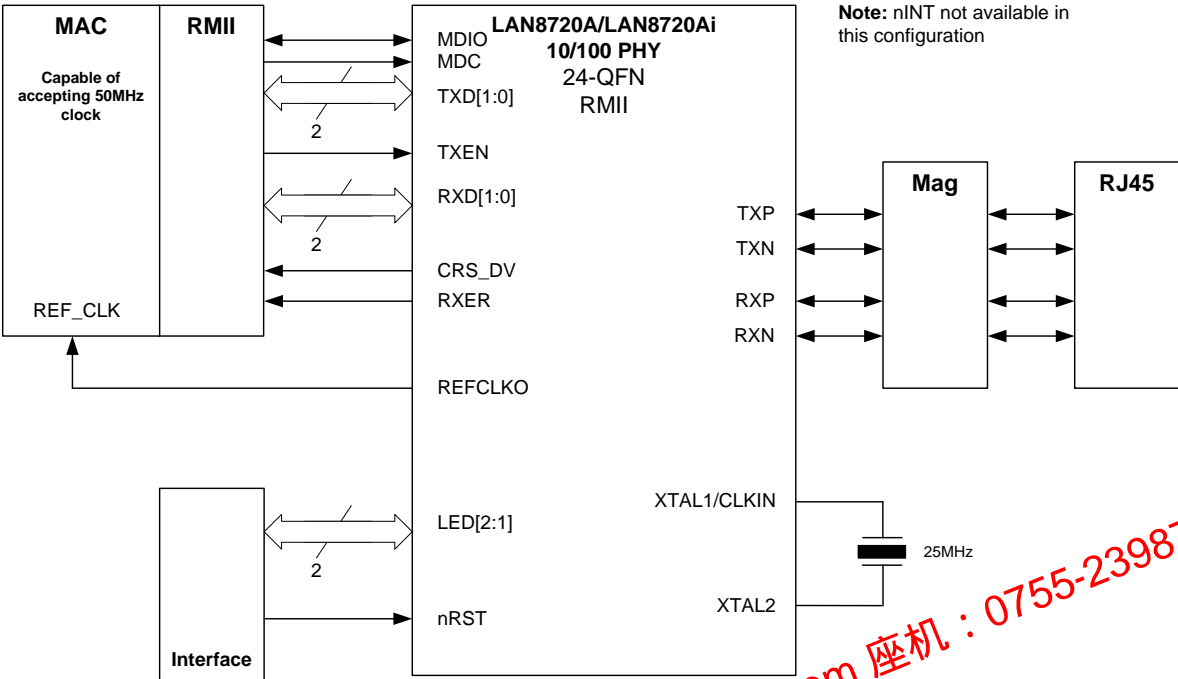 MAC
Capable of
accepting 50MHz
clock
REF_CLK
RMII
LAN8720A/LAN8720Ai
10/100 PHY
24-QFN
RMII
Note: nINT not available in
this configuration
MDIO
MDC
TXD[1:0]
2
TXEN
RXD[1:0]
2
CRS_DV
RXER
REFCLKO
TXP
TXN
RXP
RXN
Mag
RJ45
LED[2:1]
2
nRST
Interface
XTAL1/CLKIN
25MHz
XTAL2
座机：0755-2398